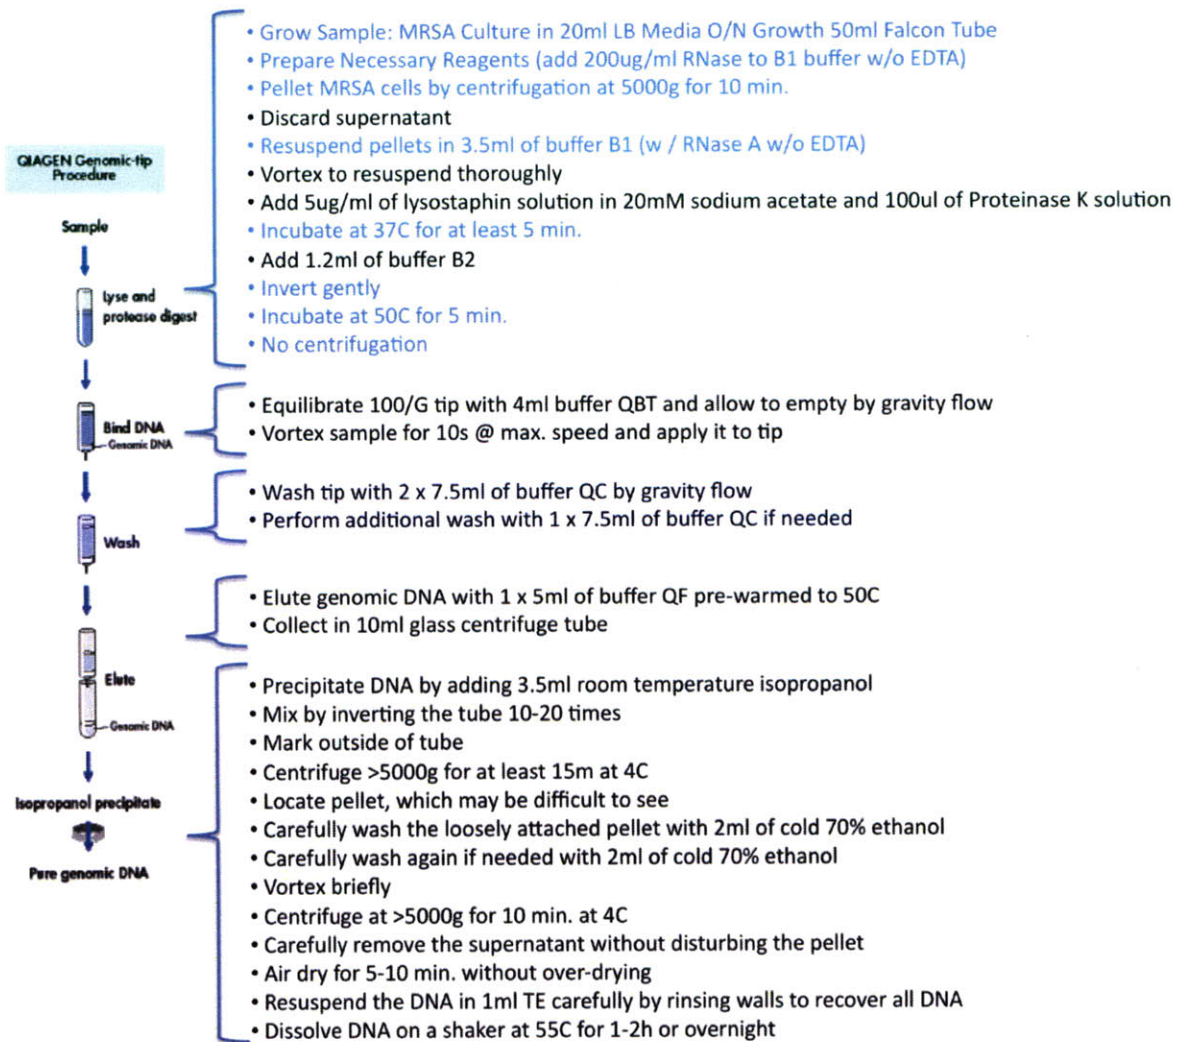 QIAGEN Genomic-tip
Procedure
Sample
Lyse and
protease digest
• Grow Sample: MRSA Culture in 20ml LB Media O/N Growth 50ml Falcon Tube
• Prepare Necessary Reagents (add 200ug/ml RNase to B1 buffer w/o EDTA)
• Pellet MRSA cells by centrifugation at 5000g for 10 min.
• Discard supernatant
• Resuspend pellets in 3.5ml of buffer B1 (w / RNase A w/o EDTA)
• Vortex to resuspend thoroughly
• Add 5ug/ml of lysostaphin solution in 20mM sodium acetate and 100ul of Proteinase K solution
• Incubate at 37C for at least 5 min.
• Add 1.2ml of buffer B2
• Invert gently
• Incubate at 50C for 5 min.
• No centrifugation
Bind DNA
Genomic DNA
• Equilibrate 100/G tip with 4ml buffer QBT and allow to empty by gravity flow
• Vortex sample for 10s @ max. speed and apply it to tip
Wash
• Wash tip with 2 x 7.5ml of buffer QC by gravity flow
• Perform additional wash with 1 x 7.5ml of buffer QC if needed
Elute
Genomic DNA
• Elute genomic DNA with 1 x 5ml of buffer QF pre-warmed to 50C
• Collect in 10ml glass centrifuge tube
Isopropanol precipitate
Pure genomic DNA
• Precipitate DNA by adding 3.5ml room temperature isopropanol
• Mix by inverting the tube 10-20 times
• Mark outside of tube
• Centrifuge >5000g for at least 15m at 4C
• Locate pellet, which may be difficult to see
• Carefully wash the loosely attached pellet with 2ml of cold 70% ethanol
• Carefully wash again if needed with 2ml of cold 70% ethanol
• Vortex briefly
• Centrifuge at >5000g for 10 min. at 4C
• Carefully remove the supernatant without disturbing the pellet
• Air dry for 5-10 min. without over-drying
• Resuspend the DNA in 1ml TE carefully by rinsing walls to recover all DNA
• Dissolve DNA on a shaker at 55C for 1-2h or overnight